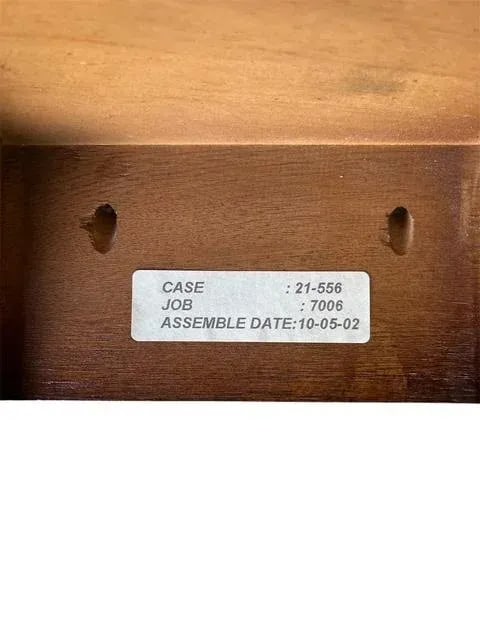 CASE : 21-556
JOB : 7006
ASSEMBLE DATE:10-05-02